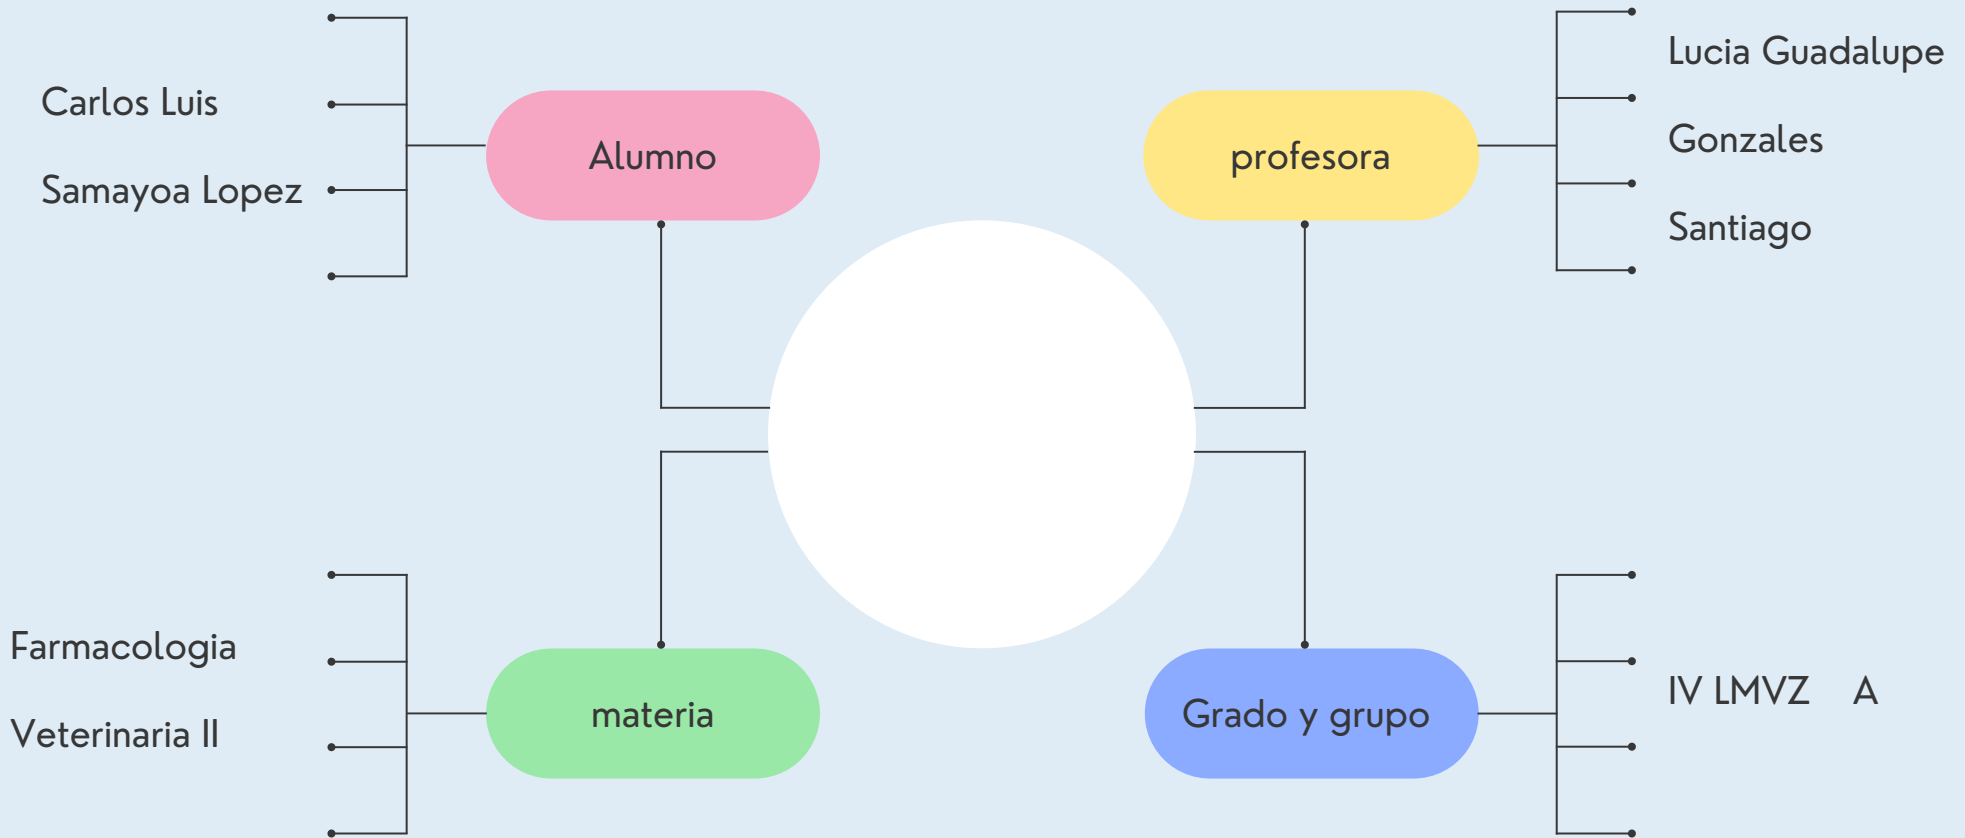 Carlos Luis
Samayoa Lopez
Alumno
profesora
Lucia Guadalupe
Gonzales
Santiago
Farmacologia
Veterinaria II
materia
Grado y grupo
IV LMVZ A